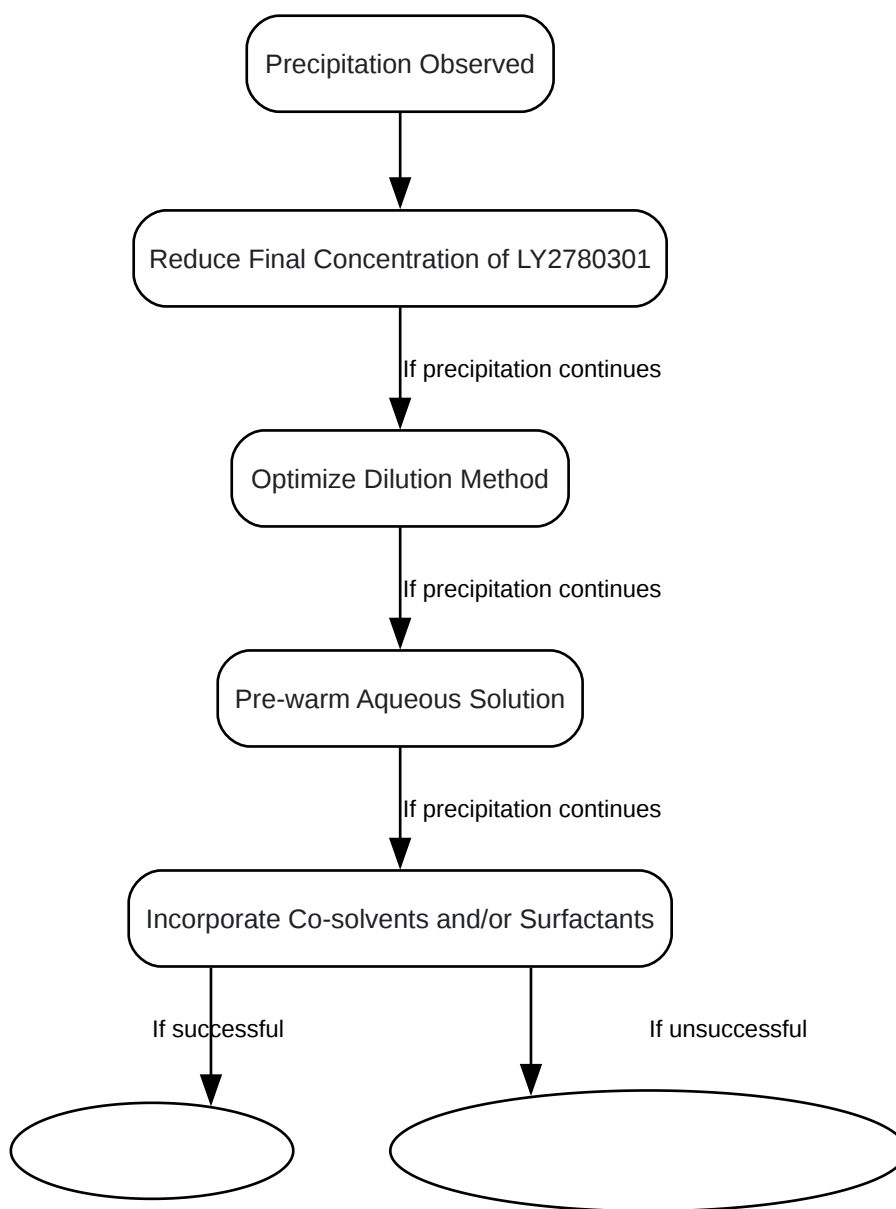 Precipitation Observed
Reduce Final Concentration of LY2780301
If precipitation continues
Optimize Dilution Method
If precipitation continues
Pre-warm Aqueous Solution
If precipitation continues
Incorporate Co-solvents and/or Surfactants
If successful
If unsuccessful